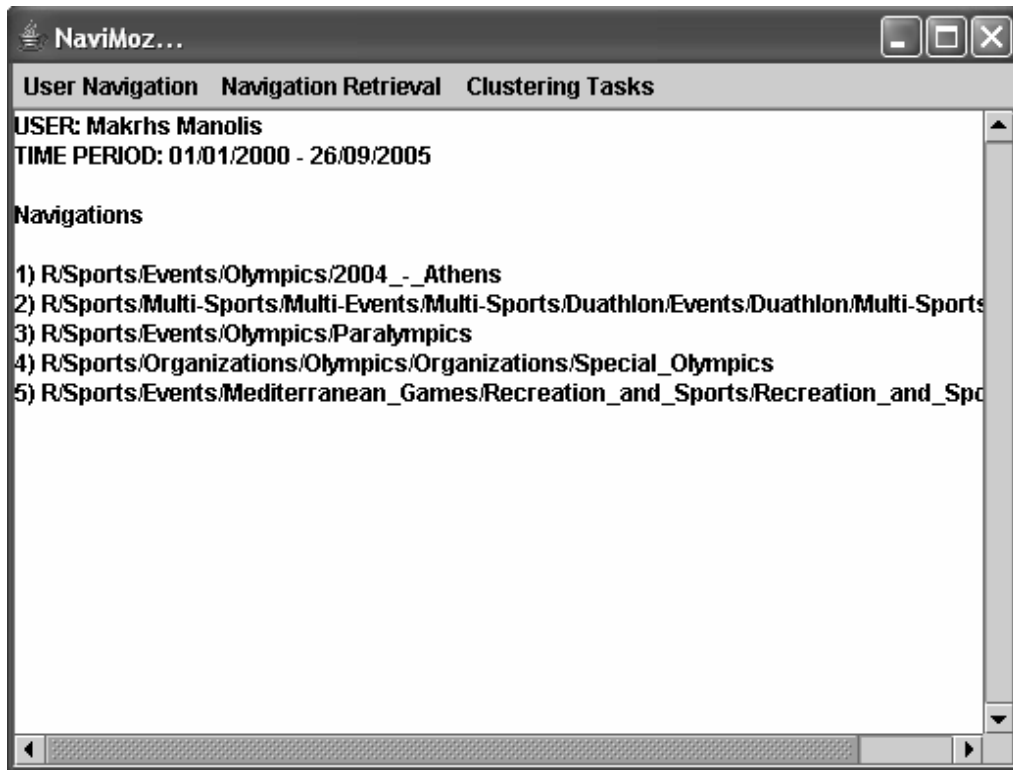 NaviMoz...
User Navigation Navigation Retrieval Clustering Tasks
USER: Makrhs Manolis
TIME PERIOD: 01/01/2000 - 26/09/2005
Navigations
1) R/Sports/Events/Olympics/2004_-_Athens
2) R/Sports/Multi-Sports/Multi-Events/Multi-Sports/Duathlon/Events/Duathlon/Multi-Sports
3) R/Sports/Events/Olympics/Paralympics
4) R/Sports/Organizations/Olympics/Organizations/Special_Olympics
5) R/Sports/Events/Mediterranean_Games/Recreation_and_Sports/Recreation_and_Spo